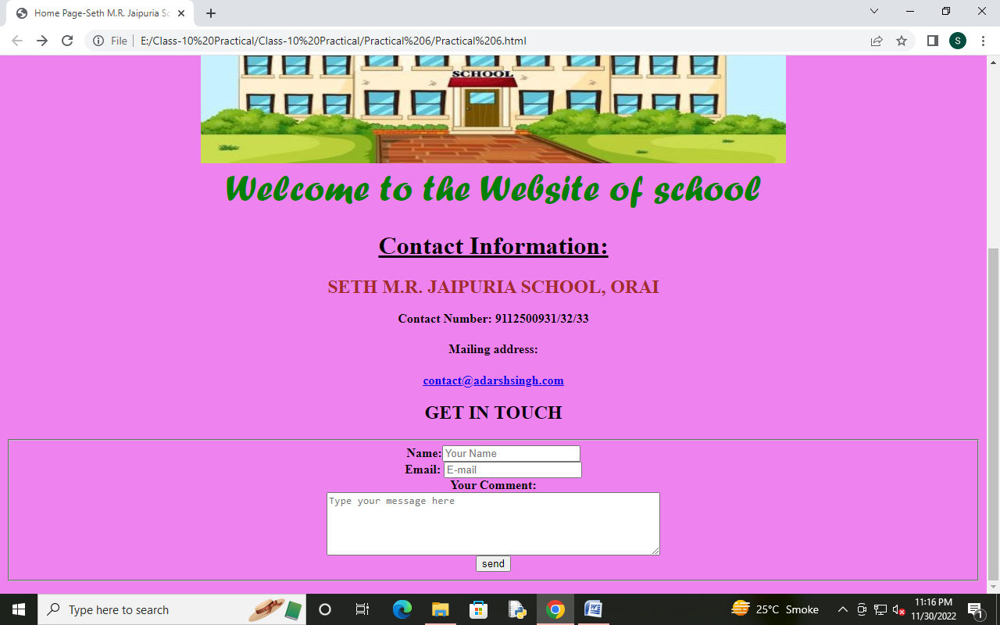 Home Page-Seth M.R. Jaipuria Sc
File
E:/Class-10%20Practical/Class-10%20Practical/Practical%206/Practical%206.html
S
SCHOOL
Welcome to the Website of school
Contact Information:
SETH M.R. JAIPURIA SCHOOL, ORAI
Contact Number: 9112500931/32/33
Mailing address:
contact@adarshsingh.com
GET IN TOUCH
Name: Your Name
Email: E-mail
Your Comment:
Type your message here
send
Type here to search
WE
25°C Smoke
11:16 PM
11/30/2022
1